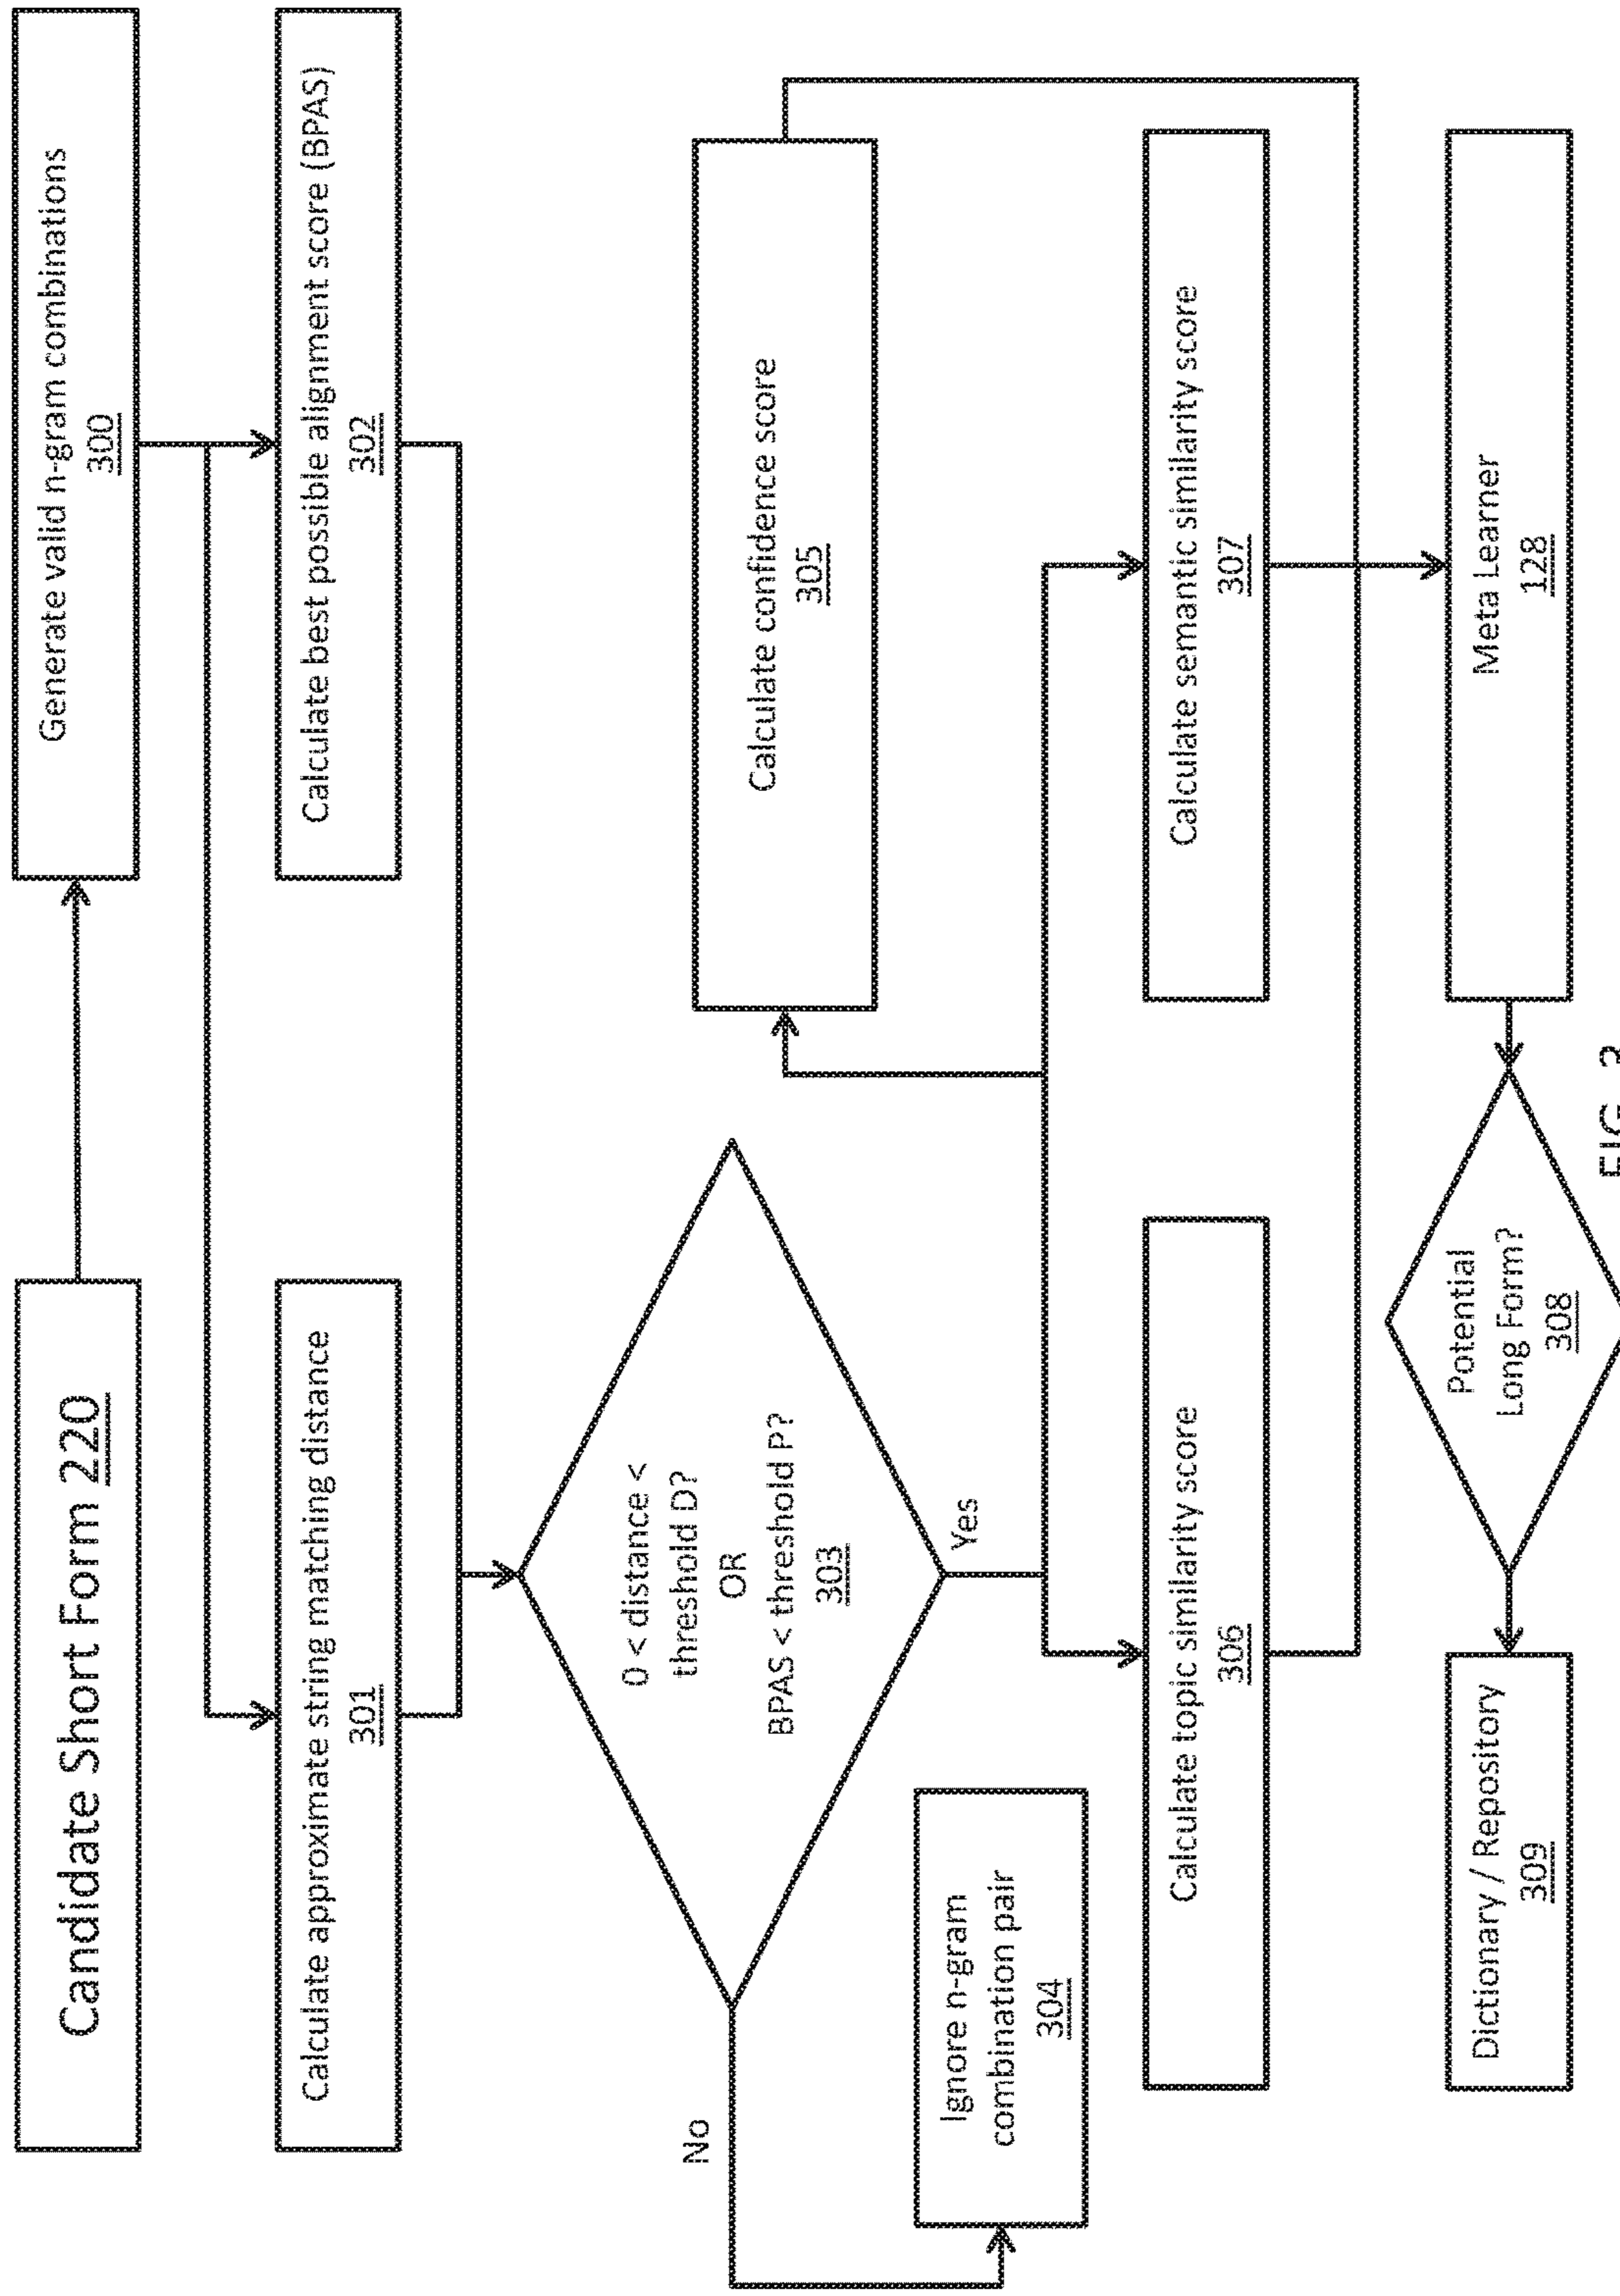 Candidate Short Form 220
Generate valid n-gram combinations
300
Calculate approximate string matching distance
301
Calculate best possible alignment score (BPAS)
302
0 < distance <
threshold D?
OR
BPAS < threshold P?
303
No
Yes
Ignore n-gram
combination pair
304
Calculate confidence score
305
Calculate topic similarity score
306
Calculate semantic similarity score
307
Dictionary / Repository
309
Potential
Long Form?
308
Meta Learner
128
FIG. 3